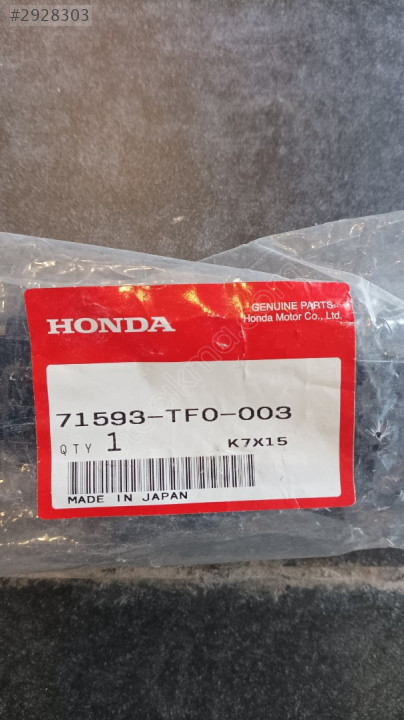 #2928303
GENUINE PARTS
HONDA
Honda Motor Co., Ltd.
71593-TF0-003
QTY 1
K7X15
MADE IN JAPAN